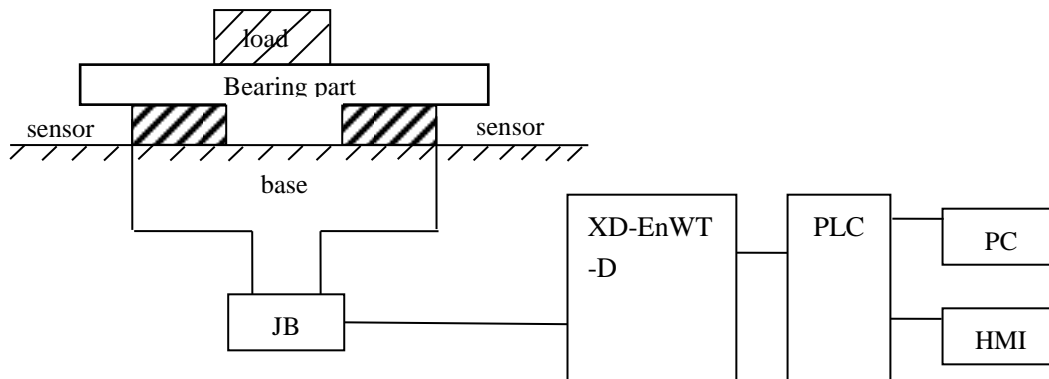 load
Bearing part
sensor
sensor
base
XD-EnWT
-D
PLC
PC
JB
HMI